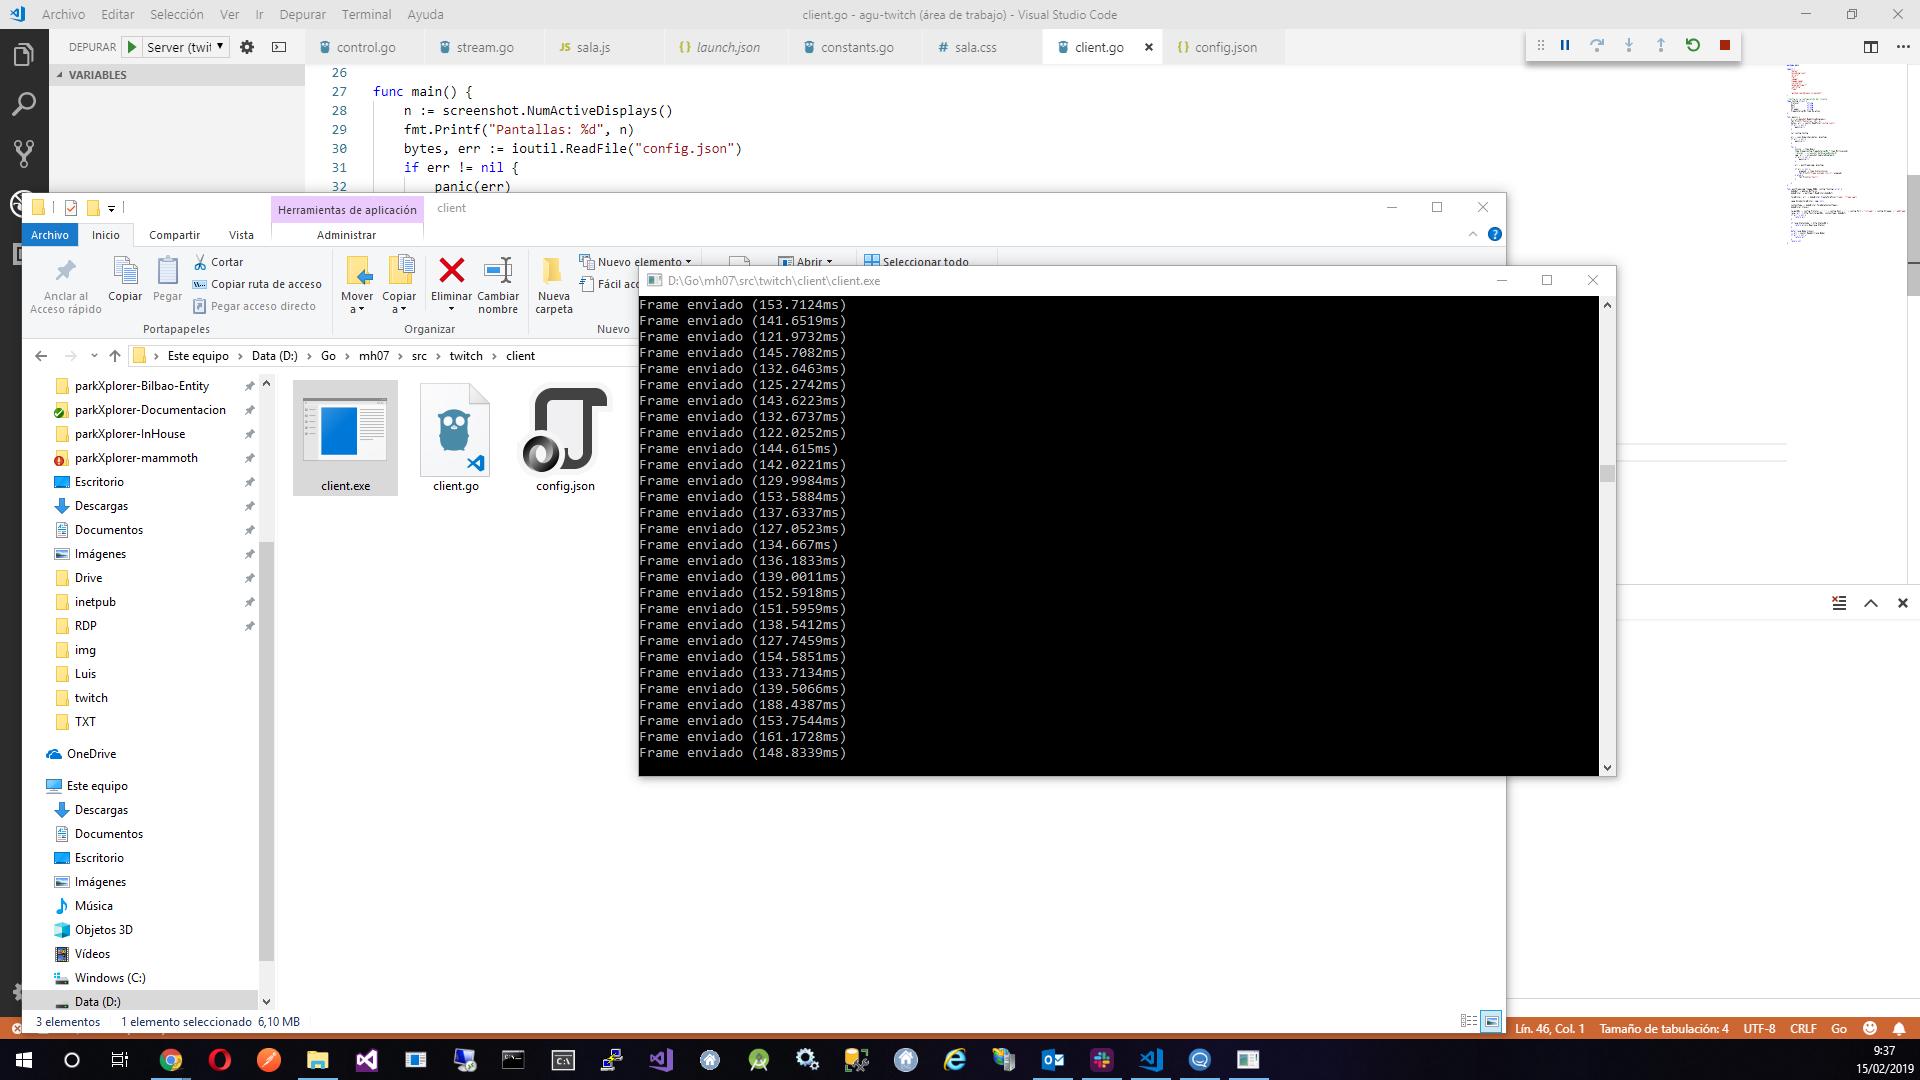 Archivo Editar Selección Ver Ir Depurar Terminal Ayuda
client.go - agu-twitch (área de trabajo) - Visual Studio Code
DEPURAR Server (twit
control.go stream.go JS sala.js {} launch.json constants.go # sala.css client.go {} config.json
VARIABLES
26
27 func main() {
28 n := screenshot.NumActiveDisplays()
29 fmt.Printf("Pantallas: %d", n)
30 bytes, err := ioutil.ReadFile("config.json")
31 if err != nil {
32 panic(err)
Herramientas de aplicación client
Archivo Inicio Compartir Vista Administrar
Anclar al Acceso rápido
Copiar
Pegar
Cortar
Copiar ruta de acceso
Pegar acceso directo
Portapapeles
Mover a
Copiar a
Eliminar
Cambiar nombre
Organizar
Nueva carpeta
Nuevo elemento
Fácil acc
Nuevo
Abrir
Seleccionar todo
Este equipo > Data (D:) > Go > mh07 > src > twitch > client
parkXplorer-Bilbao-Entity
parkXplorer-Documentacion
parkXplorer-InHouse
parkXplorer-mammoth
Escritorio
Descargas
Documentos
Imágenes
Drive
inetpub
RDP
img
Luis
twitch
TXT
OneDrive
Este equipo
Descargas
Documentos
Escritorio
Imágenes
Música
Objetos 3D
Vídeos
Windows (C:)
Data (D:)
client.exe
client.go
config.json
3 elementos 1 elemento seleccionado 6,10 MB
D:\Go\mh07\src\twitch\client\client.exe
Frame enviado (153.7124ms)
Frame enviado (141.6519ms)
Frame enviado (121.9732ms)
Frame enviado (145.7082ms)
Frame enviado (132.6463ms)
Frame enviado (125.2742ms)
Frame enviado (143.6223ms)
Frame enviado (132.6737ms)
Frame enviado (122.0252ms)
Frame enviado (144.615ms)
Frame enviado (142.0221ms)
Frame enviado (129.9984ms)
Frame enviado (153.5884ms)
Frame enviado (137.6337ms)
Frame enviado (127.0523ms)
Frame enviado (134.667ms)
Frame enviado (136.1833ms)
Frame enviado (139.0011ms)
Frame enviado (152.5918ms)
Frame enviado (151.5959ms)
Frame enviado (138.5412ms)
Frame enviado (127.7459ms)
Frame enviado (154.5851ms)
Frame enviado (133.7134ms)
Frame enviado (139.5066ms)
Frame enviado (188.4387ms)
Frame enviado (153.7544ms)
Frame enviado (161.1728ms)
Frame enviado (148.8339ms)
Lín. 46, Col. 1 Tamaño de tabulación: 4 UTF-8 CRLF Go
9:37
15/02/2019